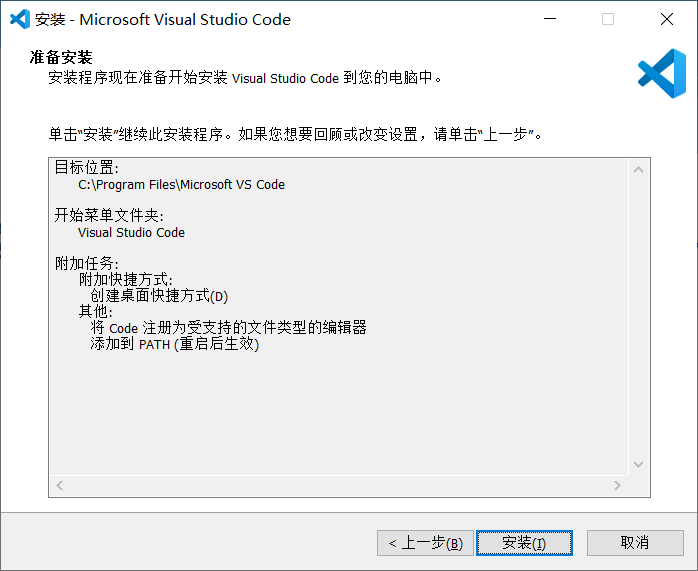 安装 - Microsoft Visual Studio Code
准备安装
安装程序现在准备开始安装 Visual Studio Code 到您的电脑中。
单击“安装”继续此安装程序。如果您想要回顾或改变设置，请单击“上一步”。
目标位置:
C:\Program Files\Microsoft VS Code
开始菜单文件夹:
Visual Studio Code
附加任务:
附加快捷方式:
创建桌面快捷方式(D)
其他:
将 Code 注册为受支持的文件类型的编辑器
添加到 PATH (重启后生效)
< 上一步(B)
安装(I)
取消